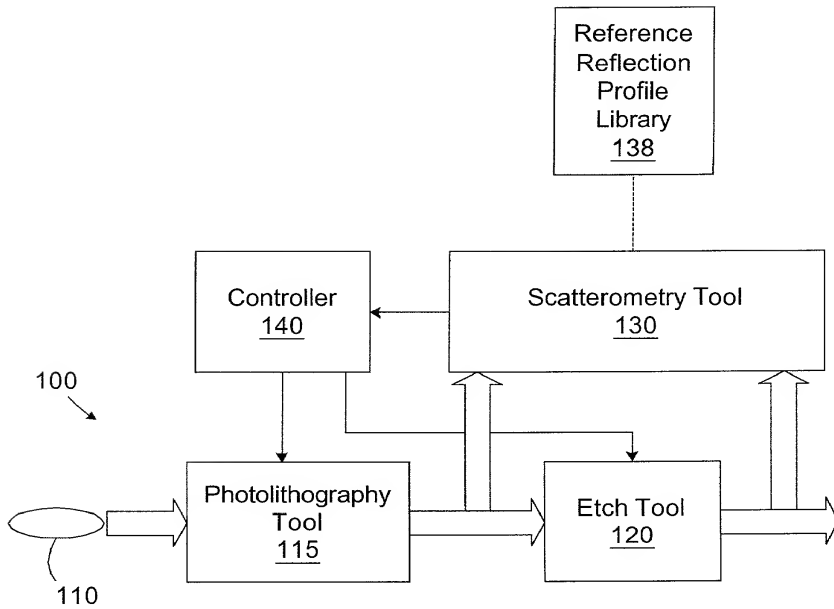 Reference
Reflection
Profile
Library
138
Controller
140
Scatterometry Tool
130
100
Photolithography
Tool
115
Etch Tool
120
110